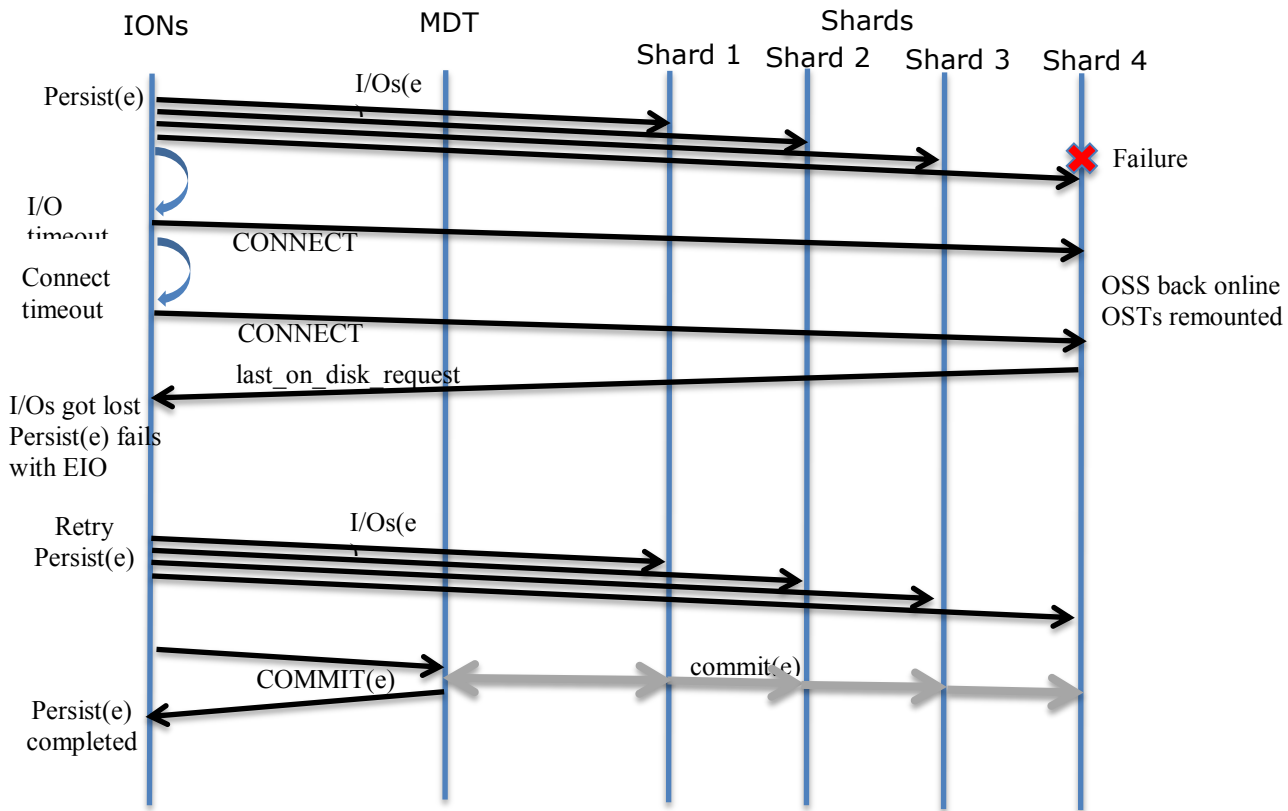 IONs
MDT
Shards
Shard 1
Shard 2
Shard 3
Shard 4
Persist(e)
I/Os(e
Failure
I/O
timeout
CONNECT
Connect
timeout
OSS back online
OSTs remounted
CONNECT
last_on_disk_request
I/Os got lost
Persist(e) fails
with EIO
Retry
Persist(e)
I/Os(e
COMMIT(e)
commit(e)
Persist(e)
completed